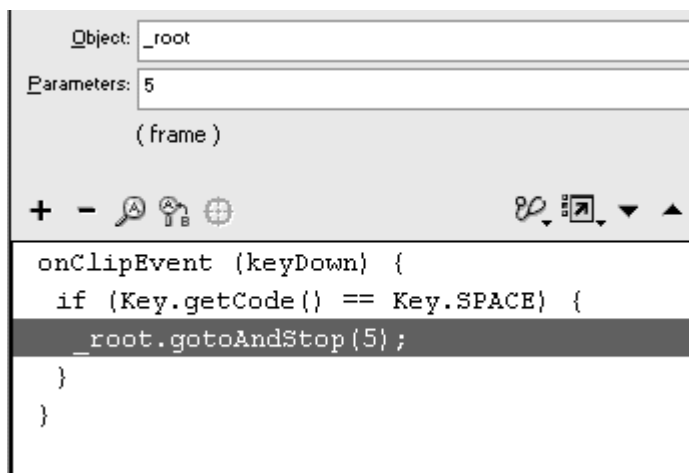 Object: _root
Parameters: 5
( frame )
onClipEvent (keyDown) {
if (Key.getCode() == Key.SPACE) {
_root.gotoAndStop(5);
}
}